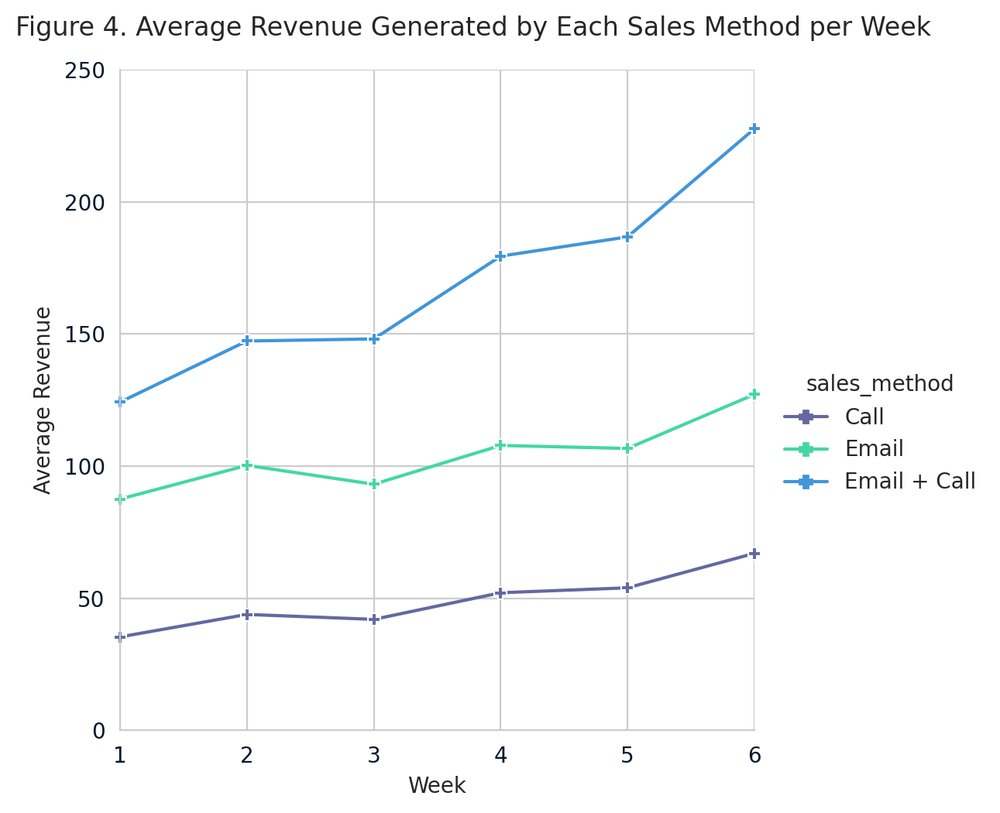 Figure 4. Average Revenue Generated by Each Sales Method per Week
250
200
150
100
50
0
Average Revenue
1 2 3 4 5 6
Week
sales_method
Call
Email
Email + Call